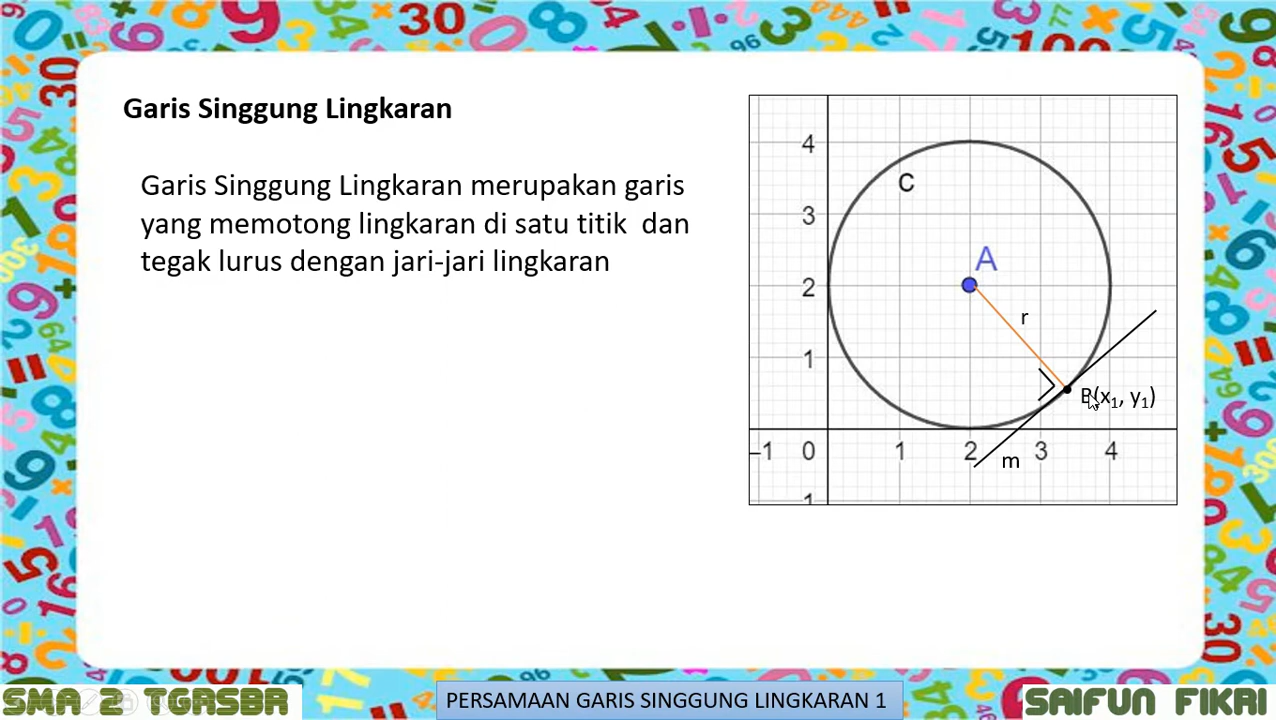 Garis Singgung Lingkaran
Garis Singgung Lingkaran merupakan garis
yang memotong lingkaran di satu titik dan
tegak lurus dengan jari-jari lingkaran
4
C
3
A
2
r
1
B(x₁, y₁)
–1 0 1 2 3 4
m
SMA 2 TGRSBR
PERSAMAAN GARIS SINGGUNG LINGKARAN 1
SAIFUN FIKRI